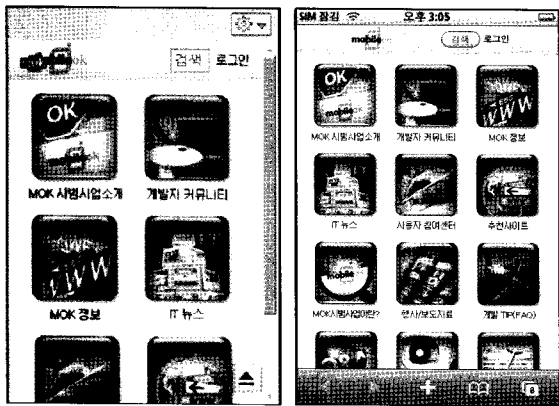 검색 로그인
OK
MOK 시범사업소개 개발자 커뮤니티
WWW
MOK 정보 IT 뉴스
SIM 잠김 오후 3:05
mobile 검색 로그인
OK
WWW
MOK 시범사업소개 개발자 커뮤니티 MOK 정보
IT 뉴스 사용자 참여센터 추천사이트
mobile
MOK시범사업이란? 행사/보도자료 개발 TIP(FAQ)